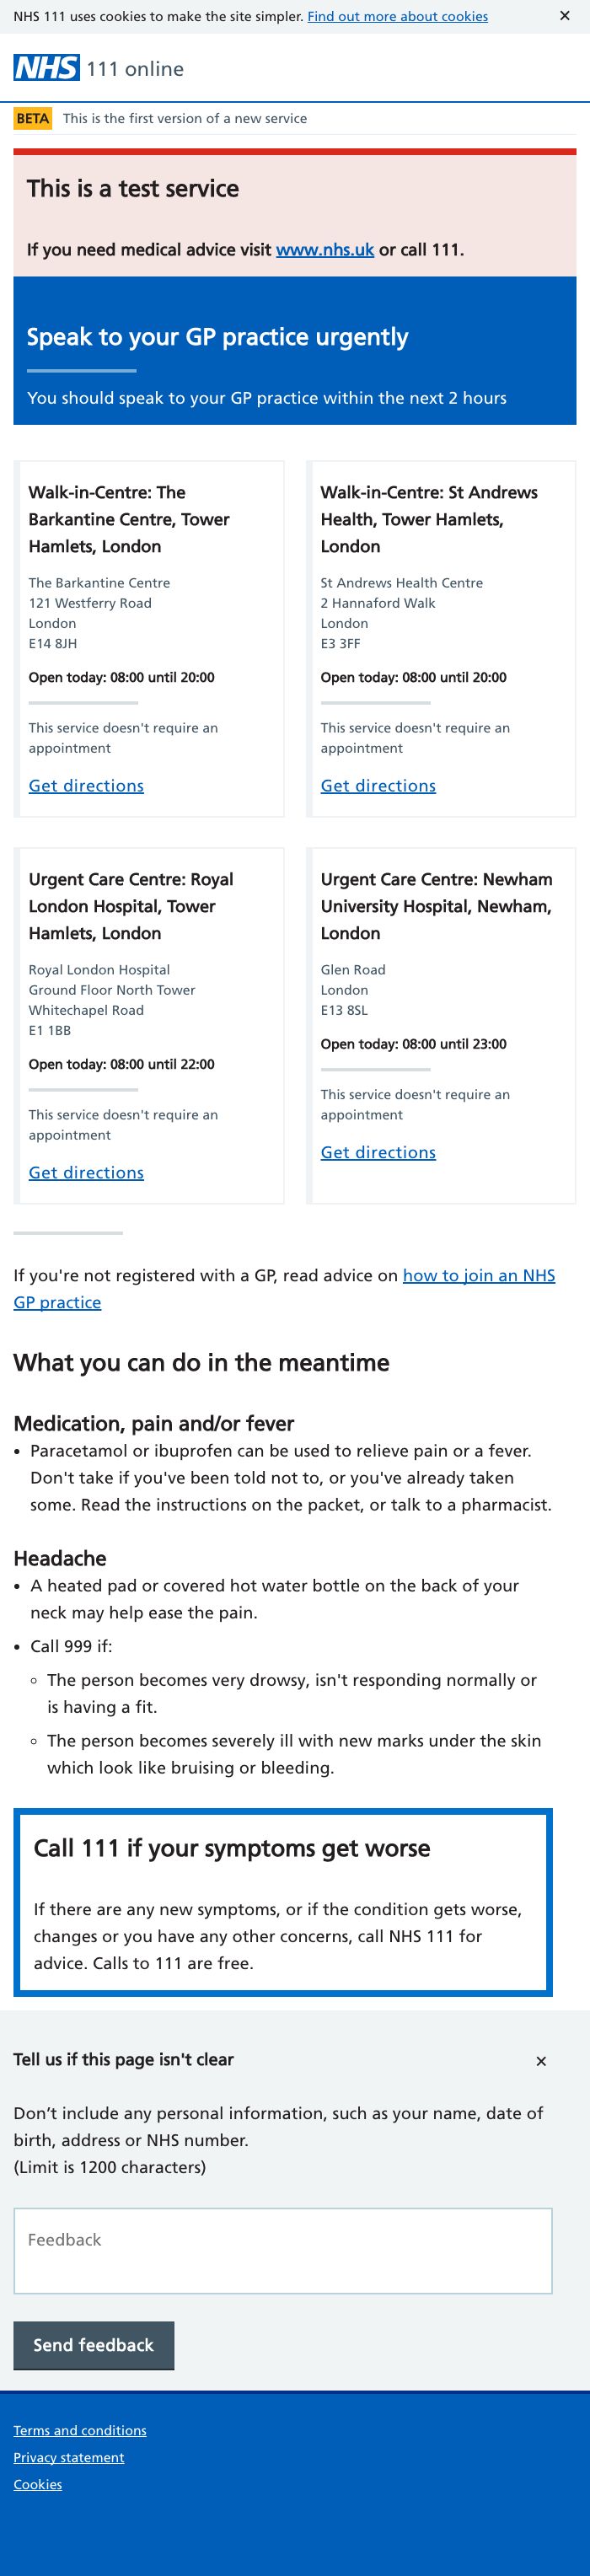 NHS 111 uses cookies to make the site simpler. Find out more about cookies ✕
NHS 111 online
BETA This is the first version of a new service
This is a test service
If you need medical advice visit www.nhs.uk or call 111.
Speak to your GP practice urgently
You should speak to your GP practice within the next 2 hours
Walk-in-Centre: The
Barkantine Centre, Tower
Hamlets, London
The Barkantine Centre
121 Westferry Road
London
E14 8JH
Open today: 08:00 until 20:00
This service doesn't require an
appointment
Get directions
Walk-in-Centre: St Andrews
Health, Tower Hamlets,
London
St Andrews Health Centre
2 Hannaford Walk
London
E3 3FF
Open today: 08:00 until 20:00
This service doesn't require an
appointment
Get directions
Urgent Care Centre: Royal
London Hospital, Tower
Hamlets, London
Royal London Hospital
Ground Floor North Tower
Whitechapel Road
E1 1BB
Open today: 08:00 until 22:00
This service doesn't require an
appointment
Get directions
Urgent Care Centre: Newham
University Hospital, Newham,
London
Glen Road
London
E13 8SL
Open today: 08:00 until 23:00
This service doesn't require an
appointment
Get directions
If you're not registered with a GP, read advice on how to join an NHS
GP practice
What you can do in the meantime
Medication, pain and/or fever
• Paracetamol or ibuprofen can be used to relieve pain or a fever.
Don't take if you've been told not to, or you've already taken
some. Read the instructions on the packet, or talk to a pharmacist.
Headache
• A heated pad or covered hot water bottle on the back of your
neck may help ease the pain.
• Call 999 if:
◦ The person becomes very drowsy, isn't responding normally or
is having a fit.
◦ The person becomes severely ill with new marks under the skin
which look like bruising or bleeding.
Call 111 if your symptoms get worse
If there are any new symptoms, or if the condition gets worse,
changes or you have any other concerns, call NHS 111 for
advice. Calls to 111 are free.
Tell us if this page isn't clear ✕
Don’t include any personal information, such as your name, date of
birth, address or NHS number.
(Limit is 1200 characters)
Feedback
Send feedback
Terms and conditions
Privacy statement
Cookies